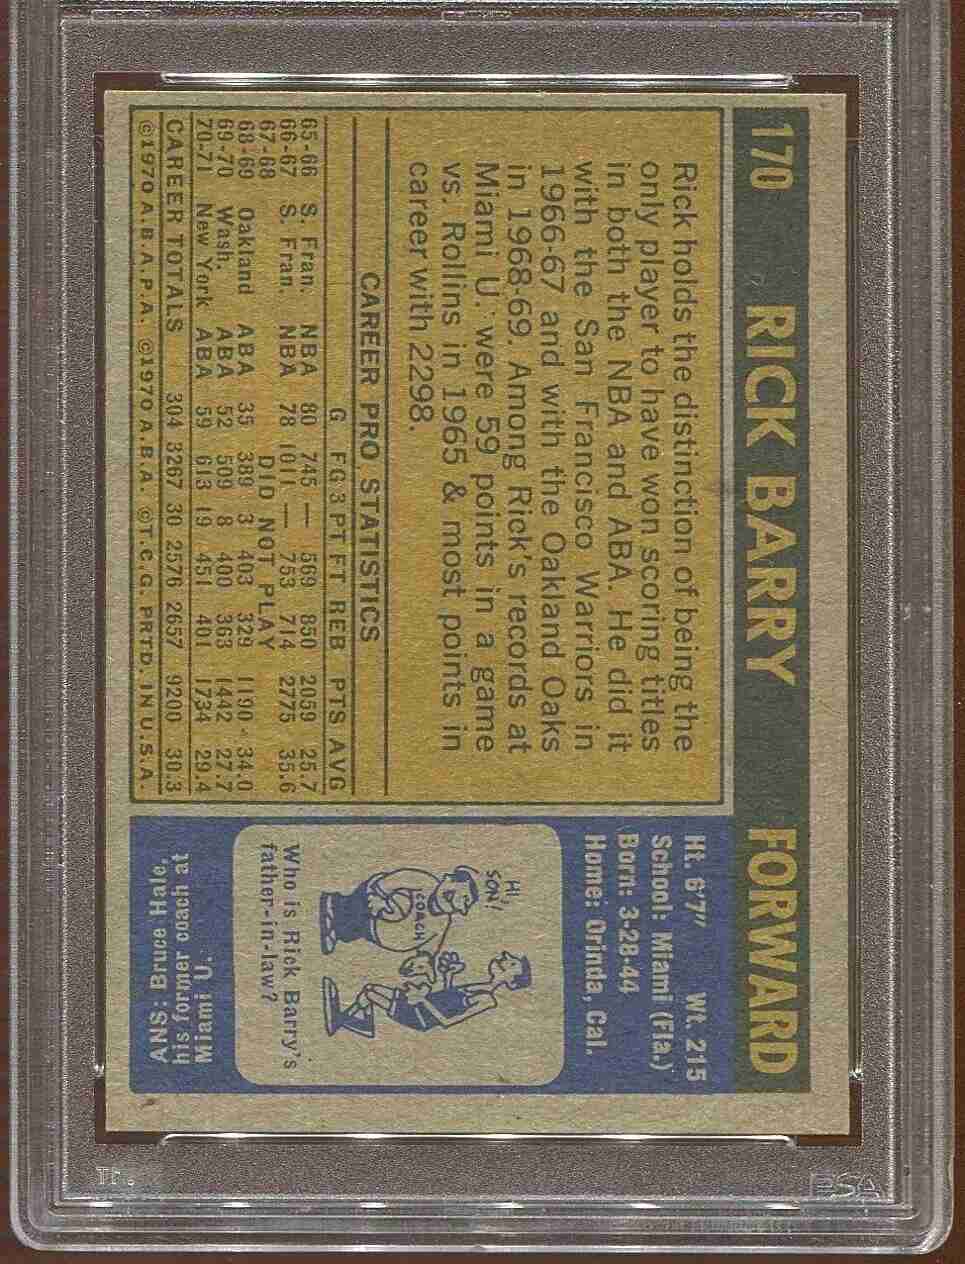 170 RICK BARRY FORWARD
Rick holds the distinction of being the
only player to have won scoring titles
in both the NBA and ABA. He did it
with the San Francisco Warriors in
1966-67 and with the Oakland Oaks
in 1968-69. Among Rick's records at
Miami U. were 59 points in a game
vs. Rollins in 1965 & most points in
career with 2298.
CAREER PRO STATISTICS
G FG 3PT FT REB PTS AVG
65-66 S. Fran. NBA 80 745 — 569 850 2059 25.7
66-67 S. Fran. NBA 78 1011 — 753 714 2775 35.6
67-68 DID NOT PLAY
68-69 Oakland ABA 35 389 3 403 329 1190 34.0
69-70 Wash. ABA 52 509 8 400 363 1442 27.7
70-71 New York ABA 59 613 19 451 401 1734 29.4
CAREER TOTALS 304 3267 30 2576 2657 9200 30.3
©1970 A.B.A.P.A. ©1970 A.B.A. ©T.C.G. PRTD. IN U.S.A.
Ht. 6'7" Wt. 215
School: Miami (Fla.)
Born: 3-28-44
Home: Orinda, Cal.
HI,
SON!
COACH
Who is Rick Barry's
father-in-law?
ANS: Bruce Hale,
his former coach at
Miami U.
PSA